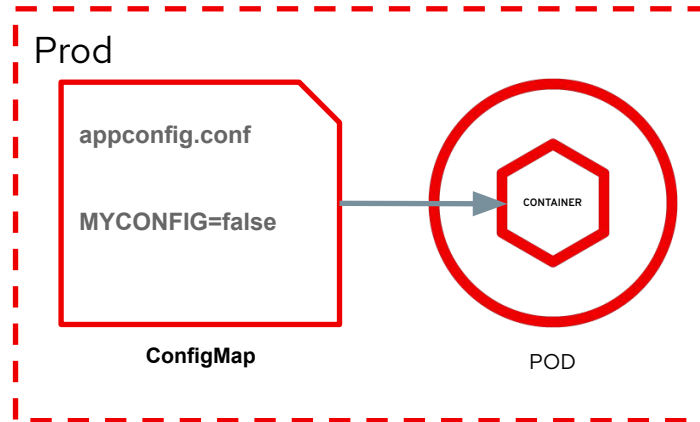 Prod
appconfig.conf
MYCONFIG=false
CONTAINER
ConfigMap
POD